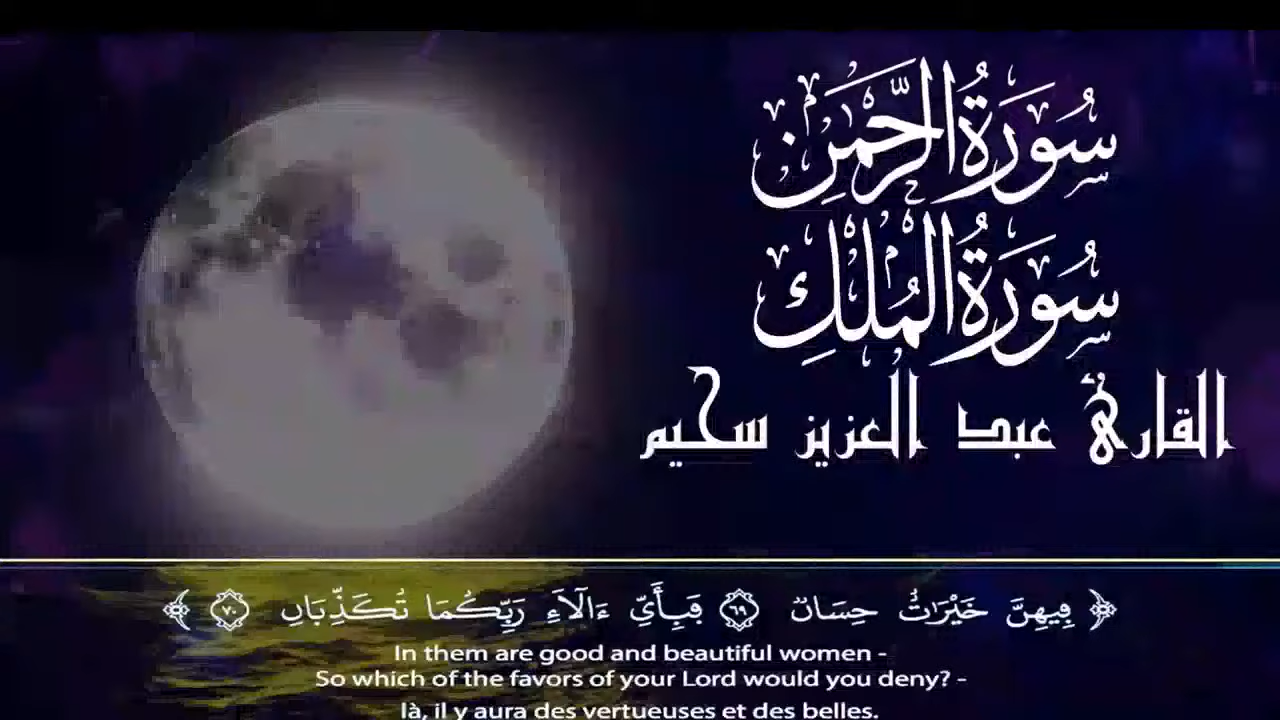 سُورَةُ الرَّحْمَٰنِ
سُورَةُ الْمُلْكِ
القارئ عبد العزيز سحيم
﴿ فِيهِنَّ خَيْرَٰتٌ حِسَانٌ ٦٩ فَبِأَيِّ ءَالَآءِ رَبِّكُمَا تُكَذِّبَانِ ٧٠ ﴾
In them are good and beautiful women -
So which of the favors of your Lord would you deny? -
là, il y aura des vertueuses et des belles.